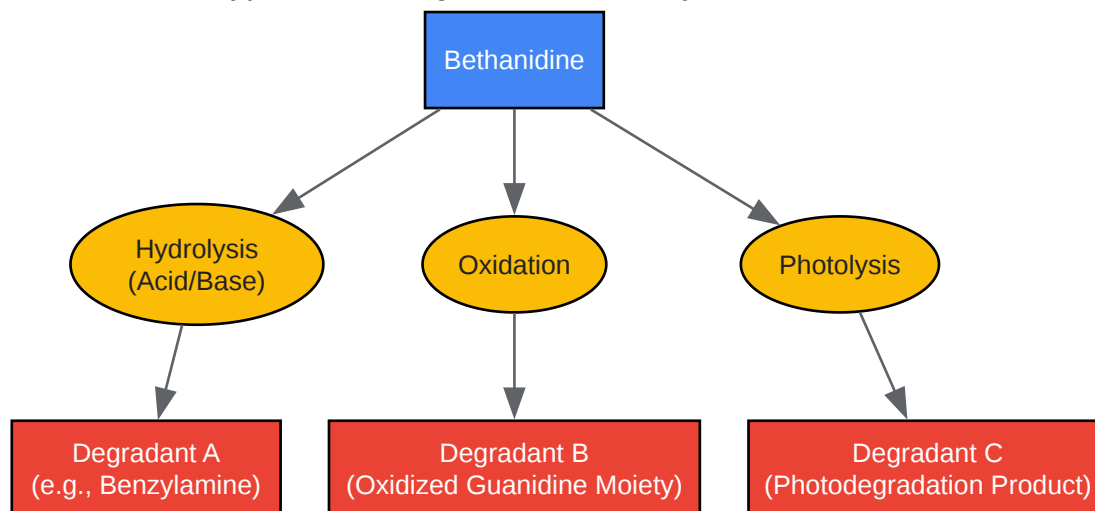 Bethanidine
Hydrolysis
(Acid/Base)
Oxidation
Photolysis
Degradant A
(e.g., Benzylamine)
Degradant B
(Oxidized Guanidine Moiety)
Degradant C
(Photodegradation Product)